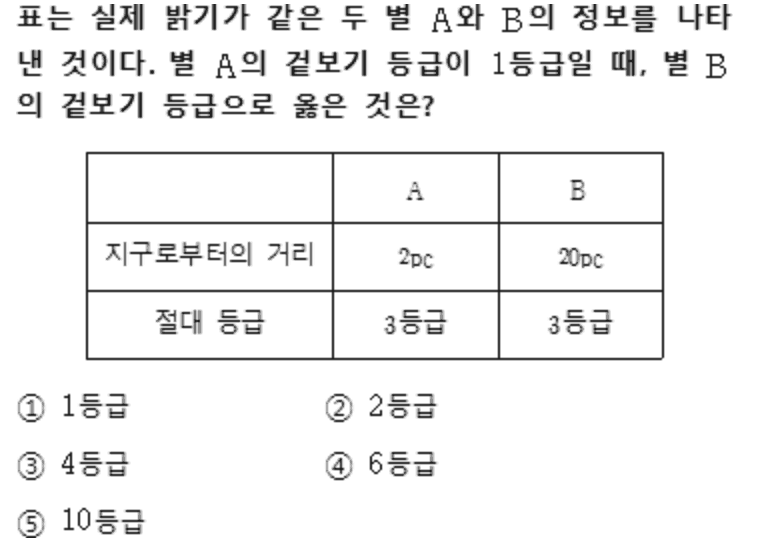 표는 실제 밝기가 같은 두 별 A와 B의 정보를 나타
낸 것이다. 별 A의 겉보기 등급이 1등급일 때, 별 B
의 겉보기 등급으로 옳은 것은?
A B
지구로부터의 거리 2pc 20pc
절대 등급 3등급 3등급
① 1등급 ② 2등급
③ 4등급 ④ 6등급
⑤ 10등급